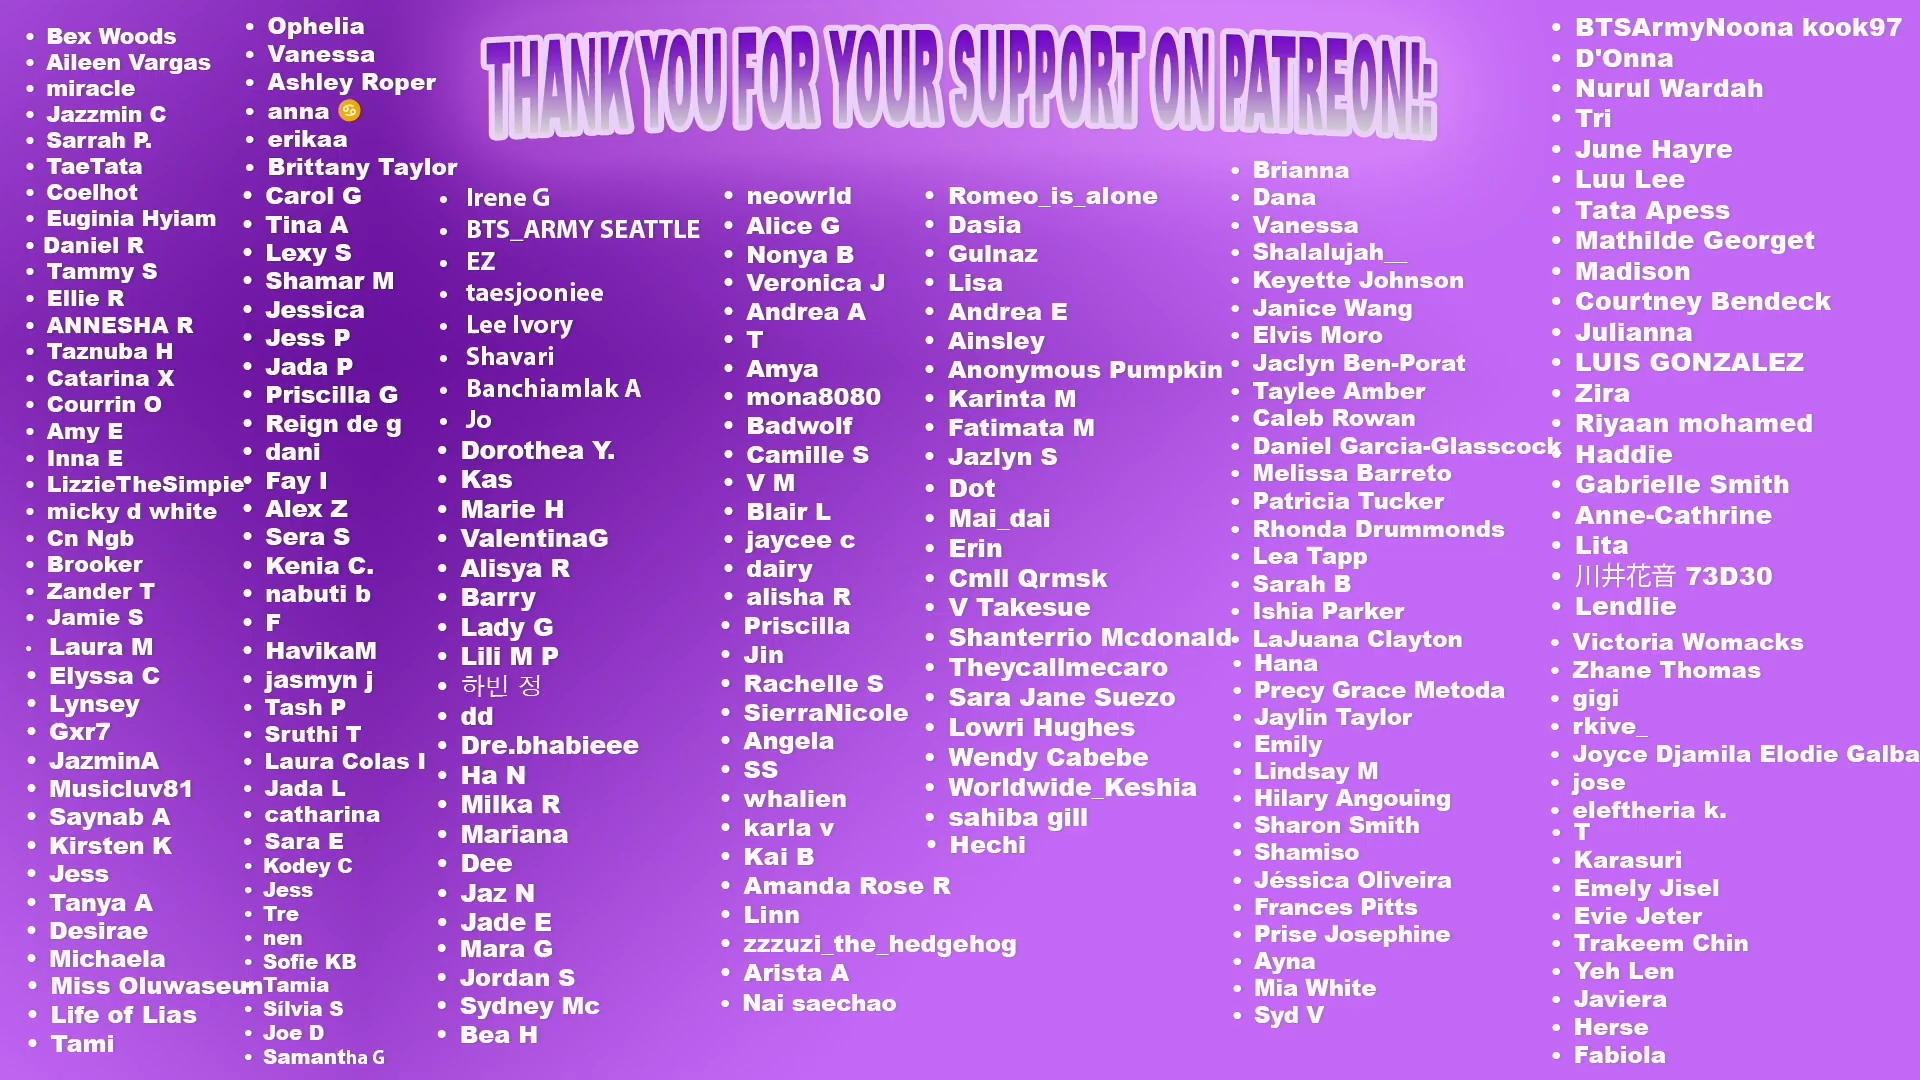 THANK YOU FOR YOUR SUPPORT ON PATREON!:
• Bex Woods
• Aileen Vargas
• miracle
• Jazzmin C
• Sarrah P.
• TaeTata
• Coelhot
• Euginia Hyiam
• Daniel R
• Tammy S
• Ellie R
• ANNESHA R
• Taznuba H
• Catarina X
• Courrin O
• Amy E
• Inna E
• LizzieTheSimpie
• micky d white
• Cn Ngb
• Brooker
• Zander T
• Jamie S
• Laura M
• Elyssa C
• Lynsey
• Gxr7
• JazminA
• Musicluv81
• Saynab A
• Kirsten K
• Jess
• Tanya A
• Desirae
• Michaela
• Miss Oluwaseun
• Life of Lias
• Tami
• Ophelia
• Vanessa
• Ashley Roper
• anna ♋
• erikaa
• Brittany Taylor
• Carol G
• Tina A
• Lexy S
• Shamar M
• Jessica
• Jess P
• Jada P
• Priscilla G
• Reign de g
• dani
• Fay I
• Alex Z
• Sera S
• Kenia C.
• nabuti b
• F
• HavikaM
• jasmyn j
• Tash P
• Sruthi T
• Laura Colas I
• Jada L
• catharina
• Sara E
• Kodey C
• Jess
• Tre
• nen
• Sofie KB
• Tamia
• Sílvia S
• Joe D
• Samantha G
• Irene G
• BTS_ARMY SEATTLE
• EZ
• taesjooniee
• Lee Ivory
• Shavari
• Banchiamlak A
• Jo
• Dorothea Y.
• Kas
• Marie H
• ValentinaG
• Alisya R
• Barry
• Lady G
• Lili M P
• 하빈 정
• dd
• Dre.bhabieee
• Ha N
• Milka R
• Mariana
• Dee
• Jaz N
• Jade E
• Mara G
• Jordan S
• Sydney Mc
• Bea H
• neowrld
• Alice G
• Nonya B
• Veronica J
• Andrea A
• T
• Amya
• mona8080
• Badwolf
• Camille S
• V M
• Blair L
• jaycee c
• dairy
• alisha R
• Priscilla
• Jin
• Rachelle S
• SierraNicole
• Angela
• SS
• whalien
• karla v
• Kai B
• Amanda Rose R
• Linn
• zzzuzi_the_hedgehog
• Arista A
• Nai saechao
• Romeo_is_alone
• Dasia
• Gulnaz
• Lisa
• Andrea E
• Ainsley
• Anonymous Pumpkin
• Karinta M
• Fatimata M
• Jazlyn S
• Dot
• Mai_dai
• Erin
• Cmll Qrmsk
• V Takesue
• Shanterrio Mcdonald
• Theycallmecaro
• Sara Jane Suezo
• Lowri Hughes
• Wendy Cabebe
• Worldwide_Keshia
• sahiba gill
• Hechi
• Brianna
• Dana
• Vanessa
• Shalalujah__
• Keyette Johnson
• Janice Wang
• Elvis Moro
• Jaclyn Ben-Porat
• Taylee Amber
• Caleb Rowan
• Daniel Garcia-Glasscock
• Melissa Barreto
• Patricia Tucker
• Rhonda Drummonds
• Lea Tapp
• Sarah B
• Ishia Parker
• LaJuana Clayton
• Hana
• Precy Grace Metoda
• Jaylin Taylor
• Emily
• Lindsay M
• Hilary Angouing
• Sharon Smith
• Shamiso
• Jéssica Oliveira
• Frances Pitts
• Prise Josephine
• Ayna
• Mia White
• Syd V
• BTSArmyNoona kook97
• D'Onna
• Nurul Wardah
• Tri
• June Hayre
• Luu Lee
• Tata Apess
• Mathilde Georget
• Madison
• Courtney Bendeck
• Julianna
• LUIS GONZALEZ
• Zira
• Riyaan mohamed
• Haddie
• Gabrielle Smith
• Anne-Cathrine
• Lita
• 川井花音 73D30
• Lendlie
• Victoria Womacks
• Zhane Thomas
• gigi
• rkive_
• Joyce Djamila Elodie Galba
• jose
• eleftheria k.
• T
• Karasuri
• Emely Jisel
• Evie Jeter
• Trakeem Chin
• Yeh Len
• Javiera
• Herse
• Fabiola